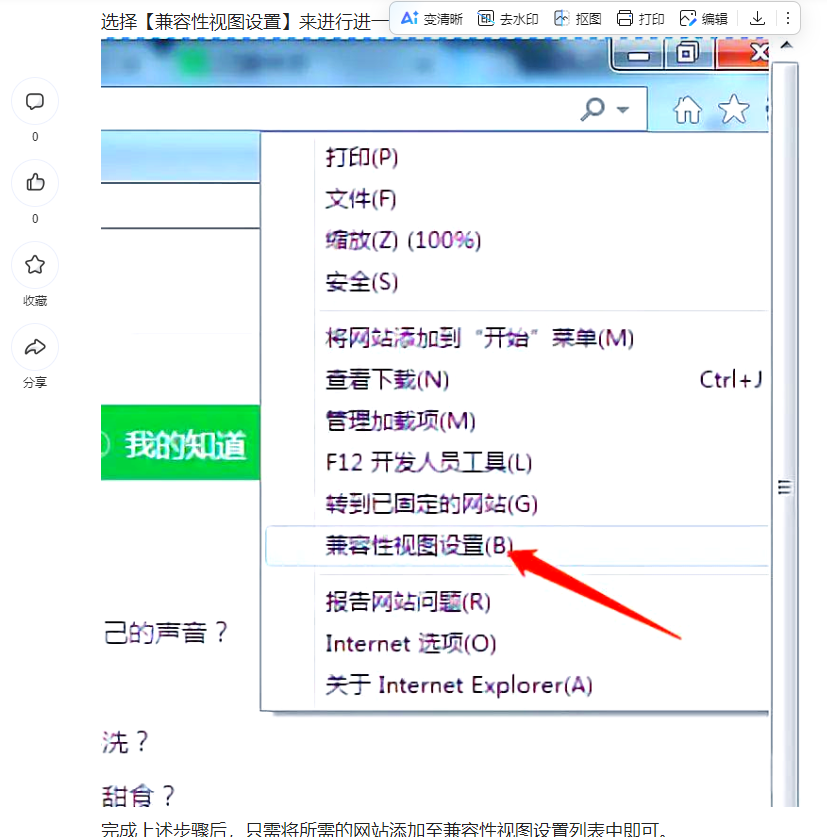 选择【兼容性视图设置】来进行进一
变清晰 去水印 抠图 打印 编辑
打印(P)
文件(F)
缩放(Z) (100%)
安全(S)
将网站添加到“开始”菜单(M)
查看下载(N) Ctrl+J
管理加载项(M)
我的知道
F12 开发人员工具(L)
转到已固定的网站(G)
兼容性视图设置(B)
报告网站问题(R)
己的声音？
Internet 选项(O)
关于 Internet Explorer(A)
洗？
甜食？
完成上述步骤后，只需将所需的网站添加至兼容性视图设置列表中即可。
0
0
收藏
分享